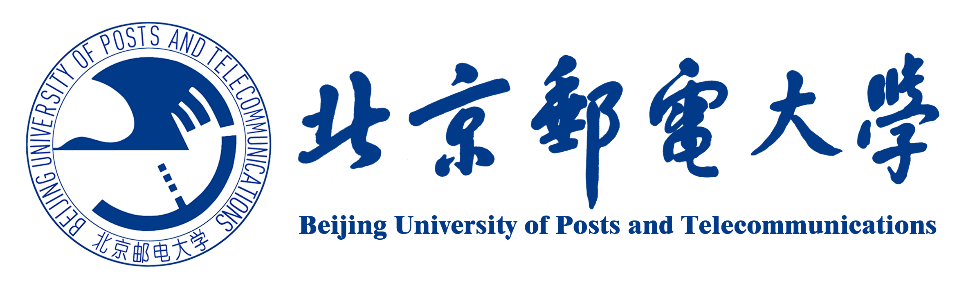 BEIJING UNIVERSITY OF POSTS AND TELECOMMUNICATIONS
北京邮电大学
北京郵電大學
Beijing University of Posts and Telecommunications